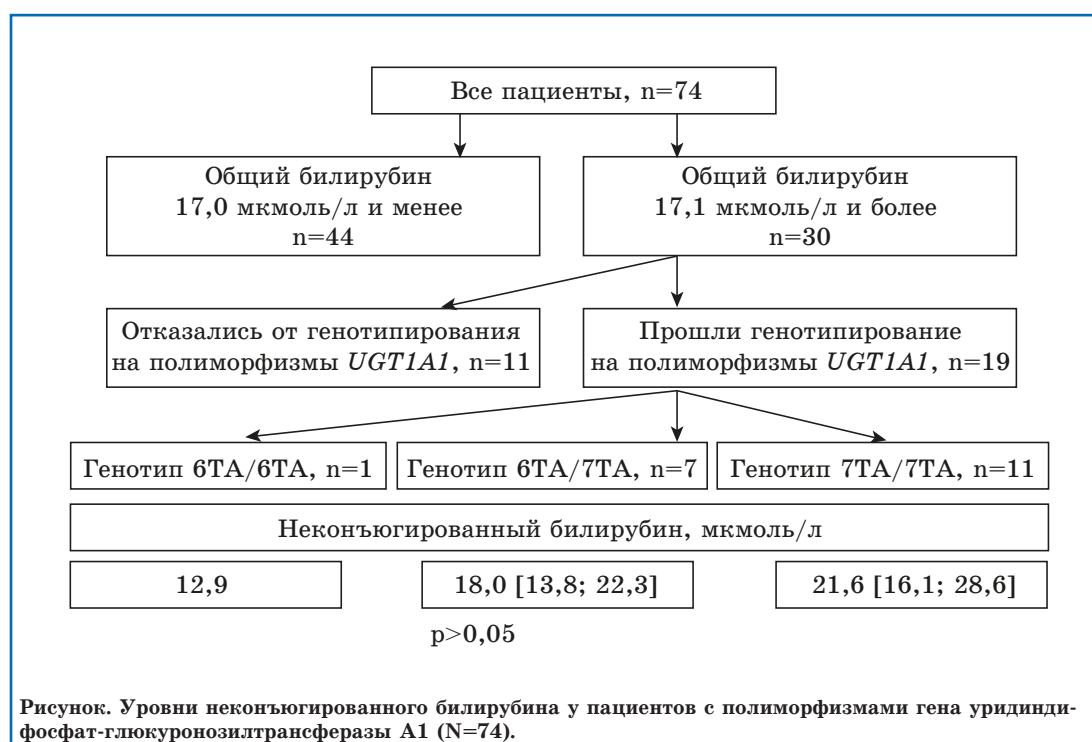 Все пациенты, n=74
Общий билирубин
17,0 мкмоль/л и менее
n=44
Общий билирубин
17,1 мкмоль/л и более
n=30
Отказались от генотипирования
на полиморфизмы UGT1A1, n=11
Прошли генотипирование
на полиморфизмы UGT1A1, n=19
Генотип 6TA/6TA, n=1
Генотип 6TA/7TA, n=7
Генотип 7TA/7TA, n=11
Неконъюгированный билирубин, мкмоль/л
12,9
18,0 [13,8; 22,3]
21,6 [16,1; 28,6]
p>0,05
Рисунок. Уровни неконъюгированного билирубина у пациентов с полиморфизмами гена уридинди-
фосфат-глюкуронозилтрансферазы А1 (N=74).